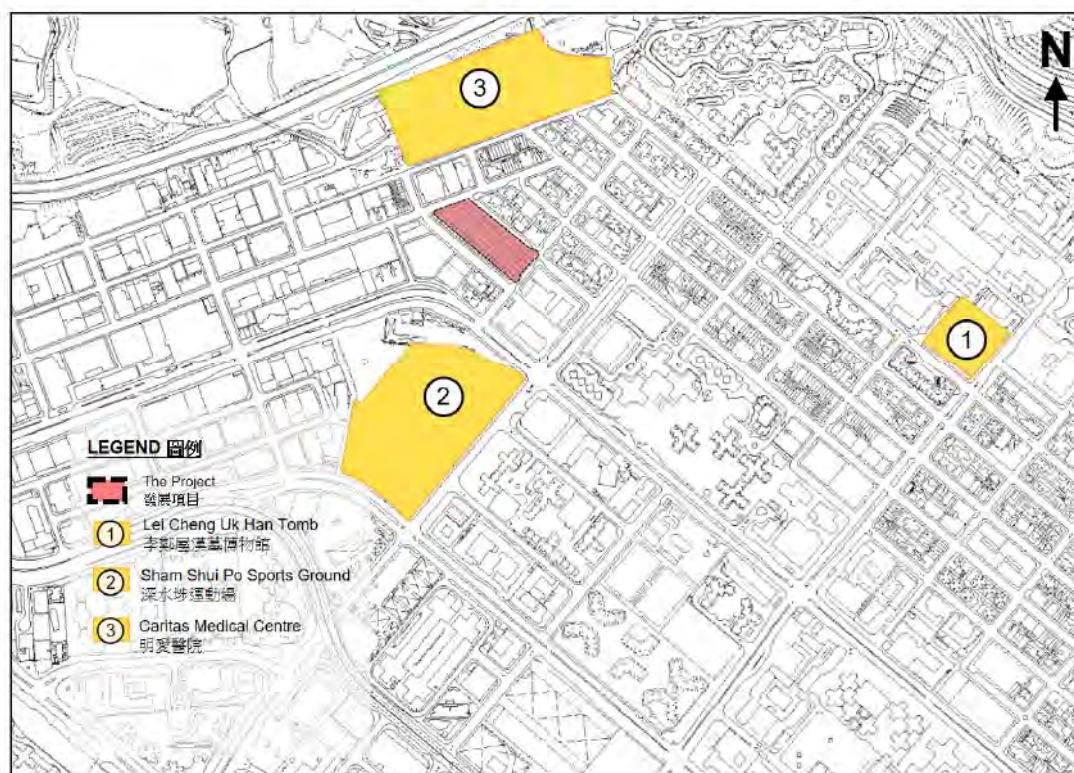 N
3
1
2
LEGEND 圖例
The Project
發展項目
1 Lei Cheng Uk Han Tomb
李鄭屋漢墓博物館
2 Sham Shui Po Sports Ground
深水埗運動場
3 Caritas Medical Centre
明愛醫院